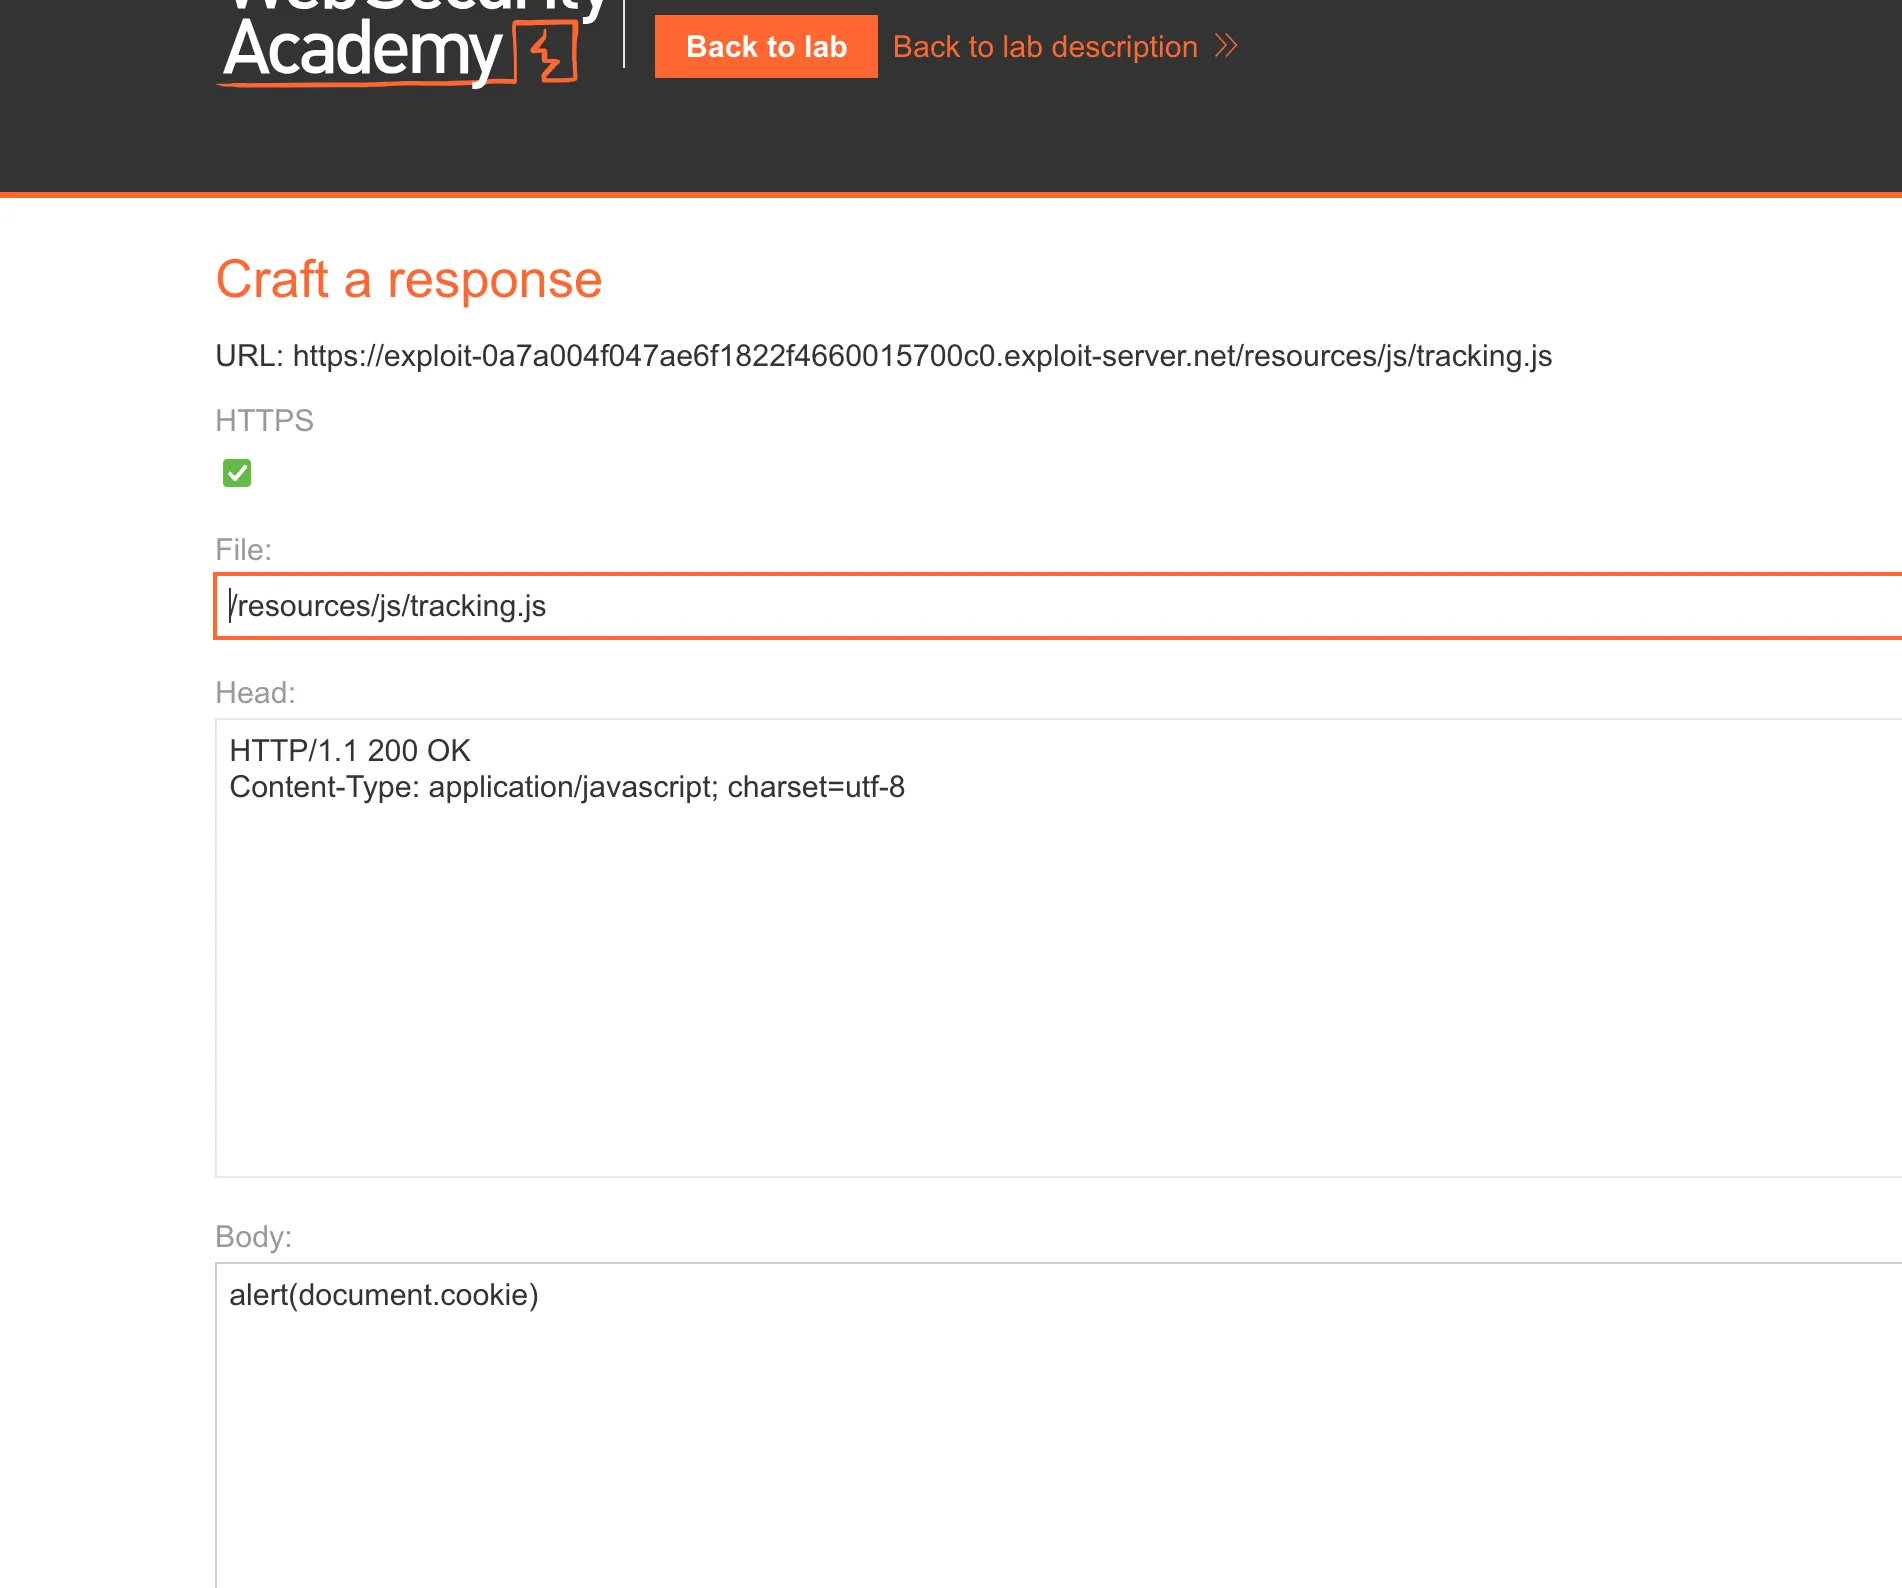 Web Security
Academy
Back to lab
Back to lab description
Craft a response
URL: https://exploit-0a7a004f047ae6f1822f4660015700c0.exploit-server.net/resources/js/tracking.js
HTTPS
File:
/resources/js/tracking.js
Head:
HTTP/1.1 200 OK
Content-Type: application/javascript; charset=utf-8
Body:
alert(document.cookie)